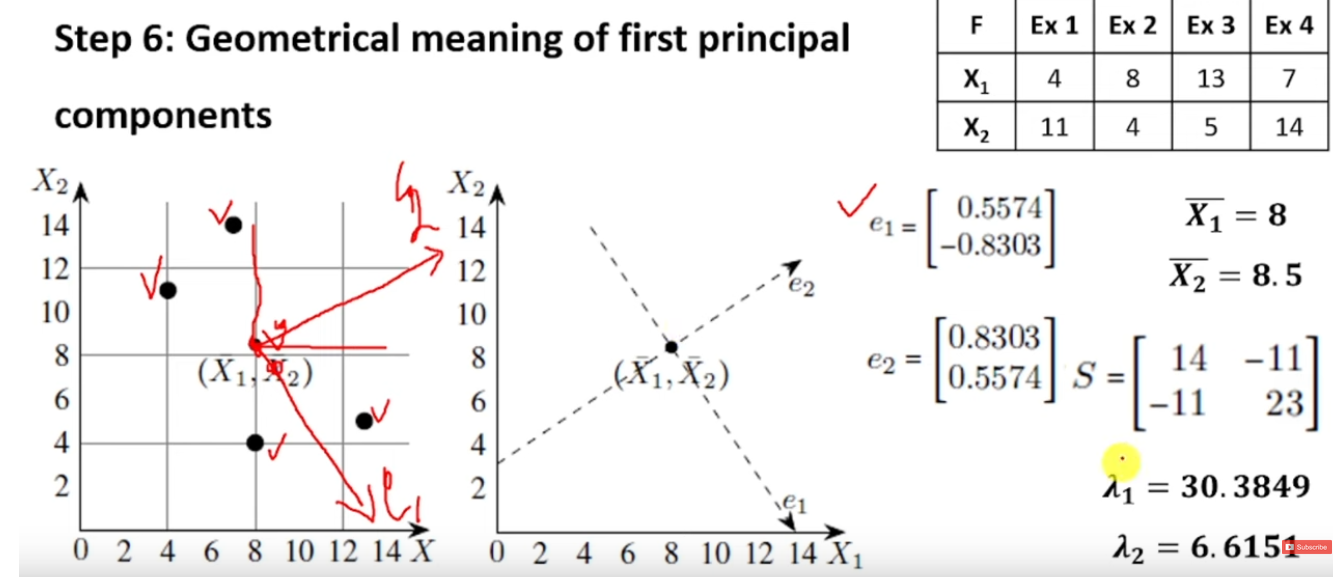 Step 6: Geometrical meaning of first principal
components
F Ex 1 Ex 2 Ex 3 Ex 4
X₁ 4 8 13 7
X₂ 11 4 5 14
X₂
14
12
10
8
6
4
2
0 2 4 6 8 10 12 14 X
(X₁, X̄₂)
e₁
X₂
14
12
10
8
6
4
2
0 2 4 6 8 10 12 14 X₁
(X̄₁, X̄₂)
e₂
e₁
e₁ = [0.5574 -0.8303]
e₂ = [0.8303 0.5574]
X̄₁ = 8
X̄₂ = 8.5
S = [14 -11 -11 23]
λ₁ = 30.3849
λ₂ = 6.6151
Subscribe